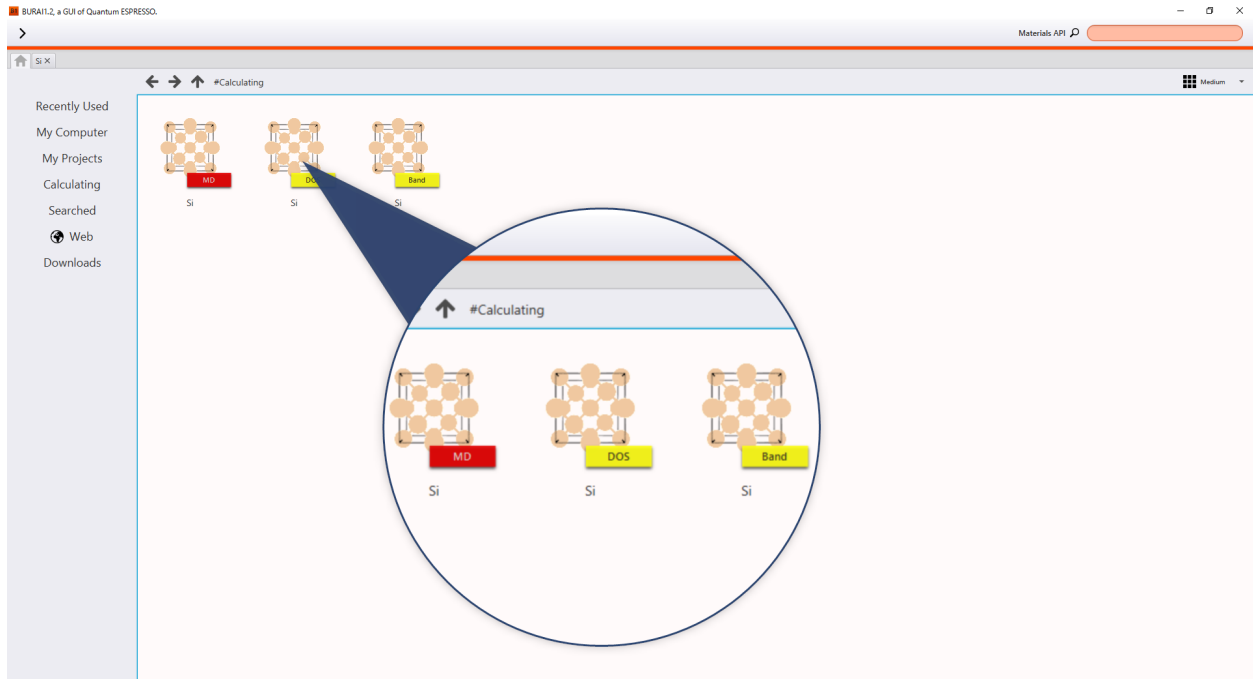 BURAI1.2, a GUI of Quantum ESPRESSO.
Materials API
Si
#Calculating
Medium
Recently Used
My Computer
My Projects
Calculating
Searched
Web
Downloads
MD
DOS
Band
Si
Si
Si
#Calculating
MD
DOS
Band
Si
Si
Si